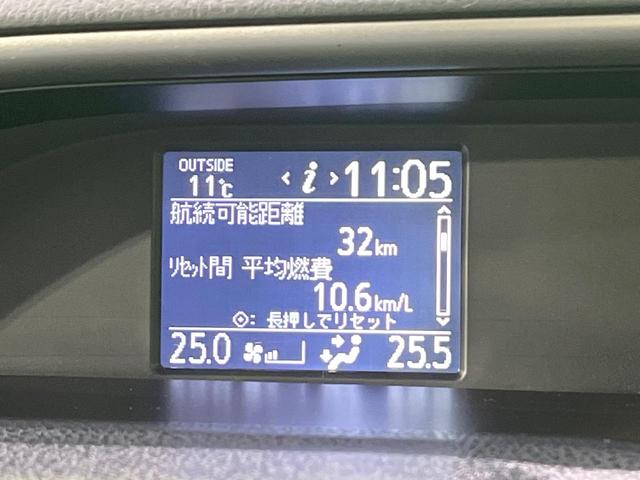 OUTSIDE
11℃ < i > 11:05
航続可能距離
32km
ﾘｾｯﾄ間 平均燃費
10.6km/L
: 長押しでリセット
25.0 25.5